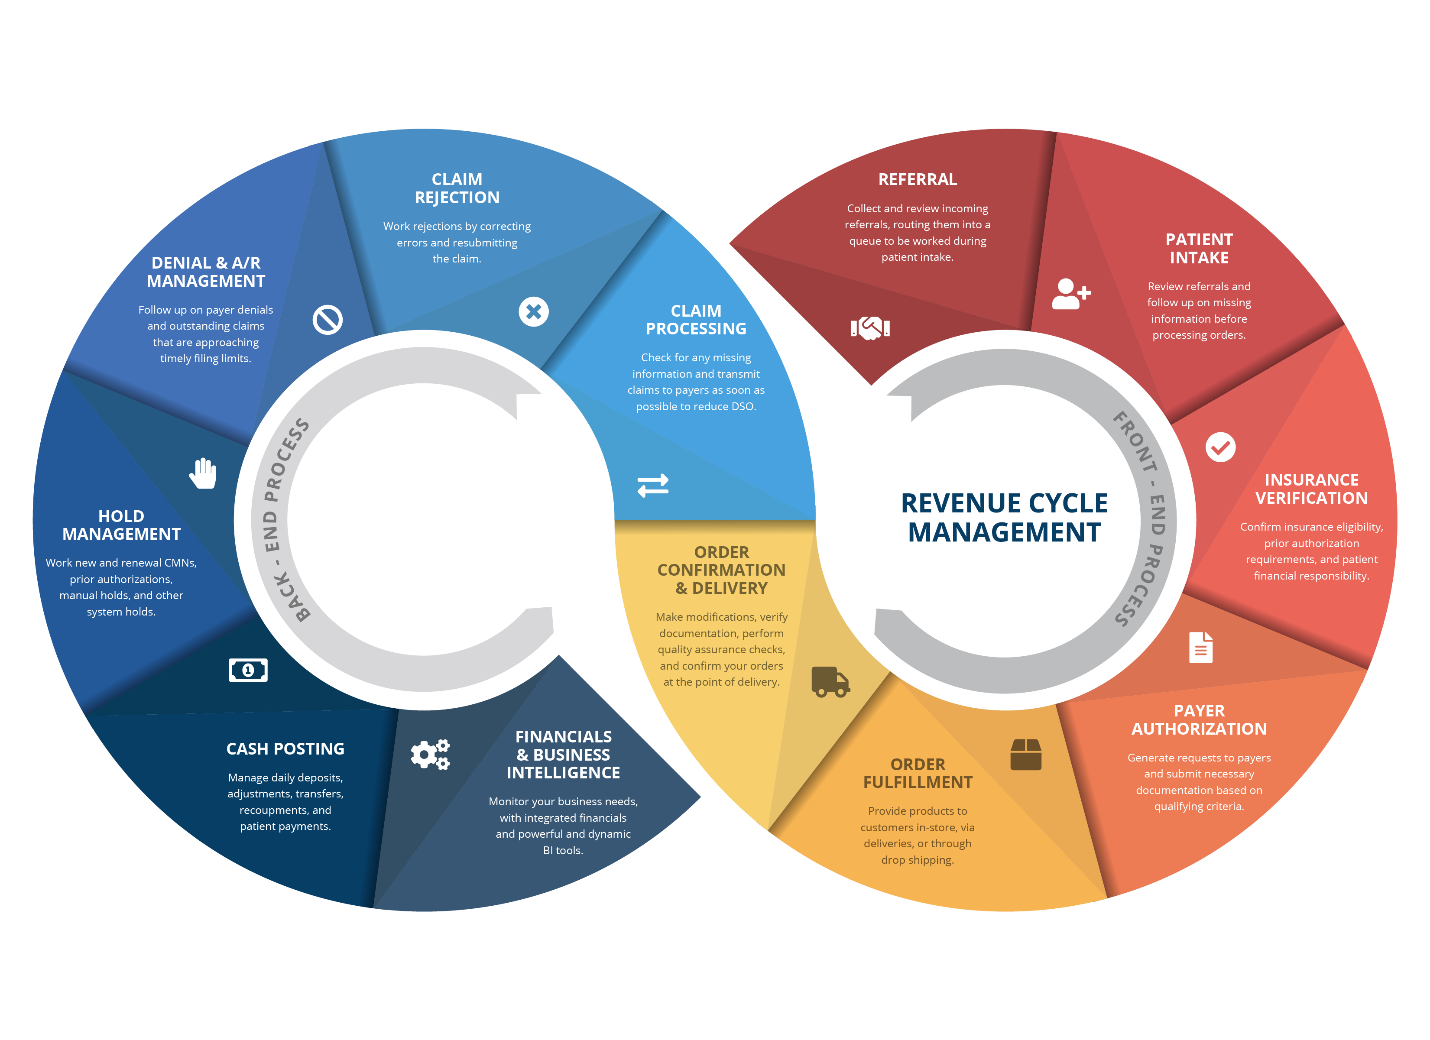 REFERRAL
Collect and review incoming
referrals, routing them into a
queue to be worked during
patient intake.
PATIENT
INTAKE
Review referrals and
follow up on missing
information before
processing orders.
INSURANCE
VERIFICATION
Confirm insurance eligibility,
prior authorization
requirements, and patient
financial responsibility.
PAYER
AUTHORIZATION
Generate requests to payers
and submit necessary
documentation based on
qualifying criteria.
ORDER
FULFILLMENT
Provide products to
customers in-store, via
deliveries, or through
drop shipping.
ORDER
CONFIRMATION
& DELIVERY
Make modifications, verify
documentation, perform
quality assurance checks,
and confirm your orders
at the point of delivery.
CLAIM
PROCESSING
Check for any missing
information and transmit
claims to payers as soon as
possible to reduce DSO.
CLAIM
REJECTION
Work rejections by correcting
errors and resubmitting
the claim.
DENIAL & A/R
MANAGEMENT
Follow up on payer denials
and outstanding claims
that are approaching
timely filing limits.
HOLD
MANAGEMENT
Work new and renewal CMNs,
prior authorizations,
manual holds, and other
system holds.
CASH POSTING
Manage daily deposits,
adjustments, transfers,
recoupments, and
patient payments.
1
FINANCIALS
& BUSINESS
INTELLIGENCE
Monitor your business needs,
with integrated financials
and powerful and dynamic
BI tools.
BACK - END PROCESS
FRONT - END PROCESS
REVENUE CYCLE
MANAGEMENT